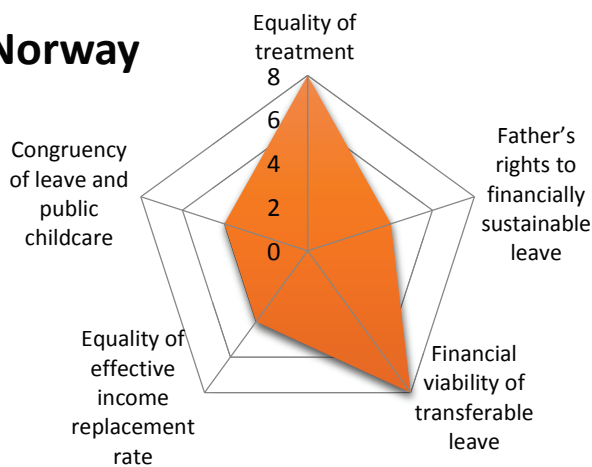 Norway
Equality of
treatment
8
6
4
2
0
Father’s
rights to
financially
sustainable
leave
Financial
viability of
transferable
leave
Equality of
effective
income
replacement
rate
Congruency
of leave and
public
childcare